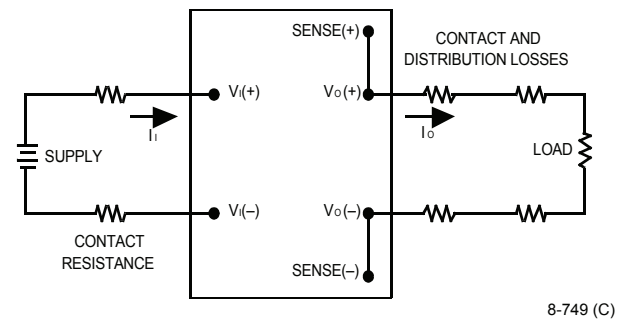 SENSE(+)
CONTACT AND
DISTRIBUTION LOSSES
VI(+)
VO(+)
II
IO
SUPPLY
LOAD
VI(–)
VO(–)
CONTACT
RESISTANCE
SENSE(–)
8-749 (C)